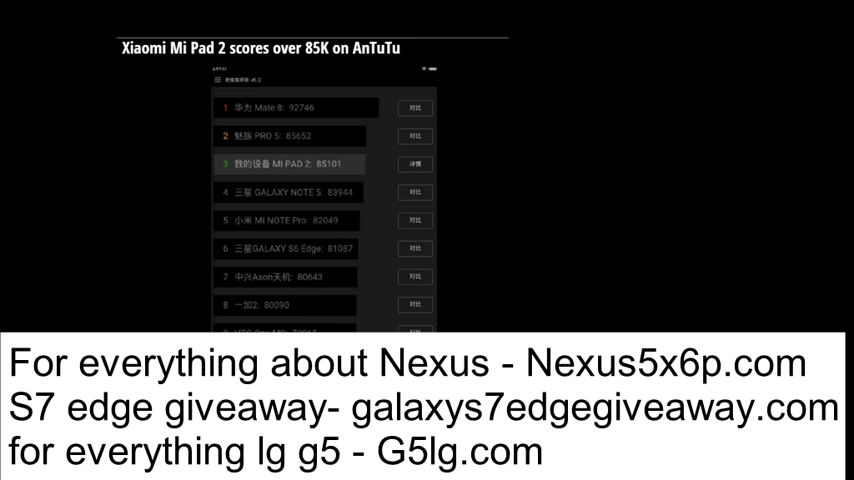 Xiaomi Mi Pad 2 scores over 85K on AnTuTu
1 华为 Mate 8: 92746 对比
2 魅族 PRO 5: 85652 对比
3 我的设备 MI PAD 2: 85101 详情
4 三星 GALAXY NOTE 5: 83944 对比
5 小米 MI NOTE Pro: 82049 对比
6 三星GALAXY S6 Edge: 81087 对比
7 中兴Axon天机: 80643 对比
8 一加2: 80090 对比
For everything about Nexus - Nexus5x6p.com
S7 edge giveaway- galaxys7edgegiveaway.com
for everything lg g5 - G5lg.com